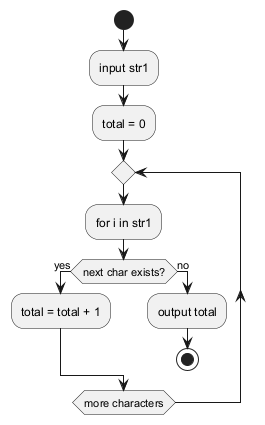 input str1
total = 0
for i in str1
next char exists?
yes
no
total = total + 1
output total
more characters